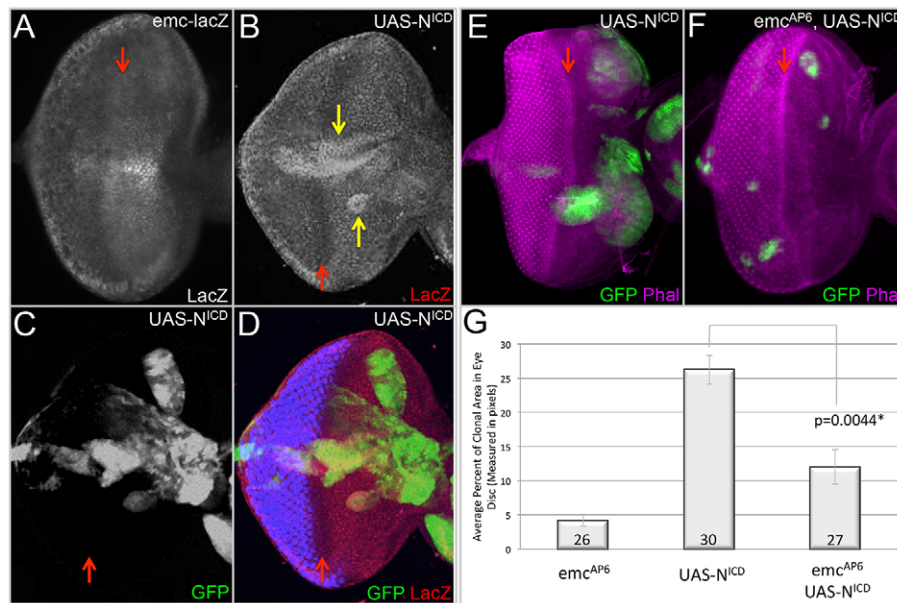 A
emc-lacZ
LacZ
B
UAS-N^ICD
LacZ
C
UAS-N^ICD
GFP
D
UAS-N^ICD
GFP LacZ
E
UAS-N^ICD
GFP Phal
F
emc^AP6, UAS-N^ICD
GFP Pha
G
Average Percent of Clonal Area in Eye
Disc (Measured in pixels)
30
25
20
15
10
5
0
p=0.0044*
26
30
27
emc^AP6
UAS-N^ICD
emc^AP6
UAS-N^ICD